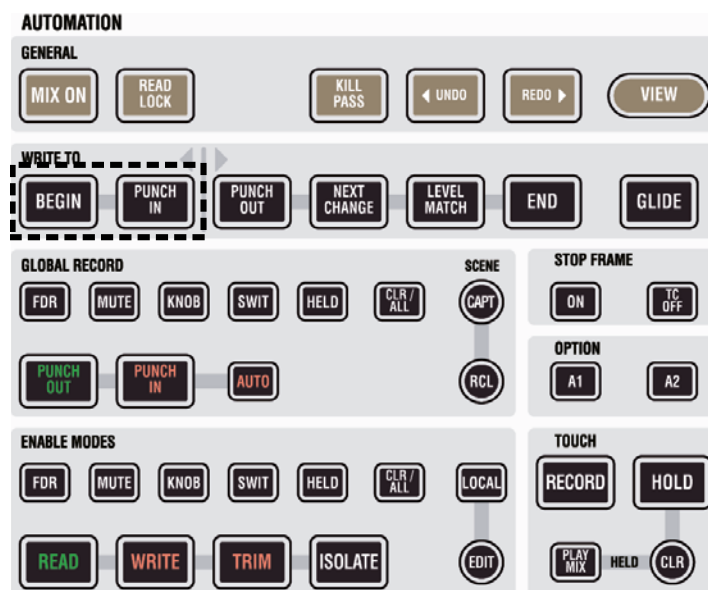 AUTOMATION
GENERAL
MIX ON
READ
LOCK
KILL
PASS
UNDO
REDO
VIEW
WRITE TO
BEGIN
PUNCH
IN
PUNCH
OUT
NEXT
CHANGE
LEVEL
MATCH
END
GLIDE
GLOBAL RECORD
SCENE
FDR
MUTE
KNOB
SWIT
HELD
CLR/
ALL
CAPT
PUNCH
OUT
PUNCH
IN
AUTO
RCL
STOP FRAME
ON
TC
OFF
OPTION
A1
A2
ENABLE MODES
FDR
MUTE
KNOB
SWIT
HELD
CLR/
ALL
LOCAL
READ
WRITE
TRIM
ISOLATE
EDIT
TOUCH
RECORD
HOLD
PLAY
MIX
HELD
CLR